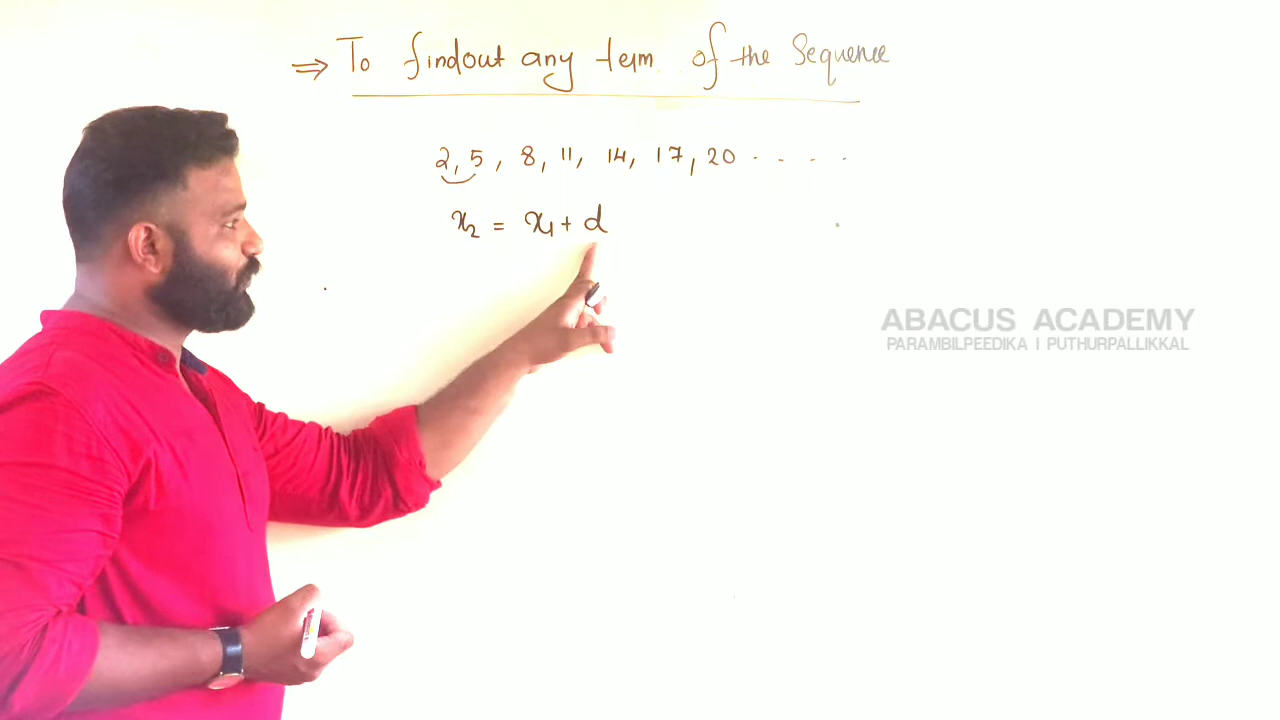 ⇒ To findout any term of the Sequence
2, 5, 8, 11, 14, 17, 20 . . . .
x₂ = x₁ + d
ABACUS ACADEMY
PARAMBILPEEDIKA I PUTHURPALLIKKAL